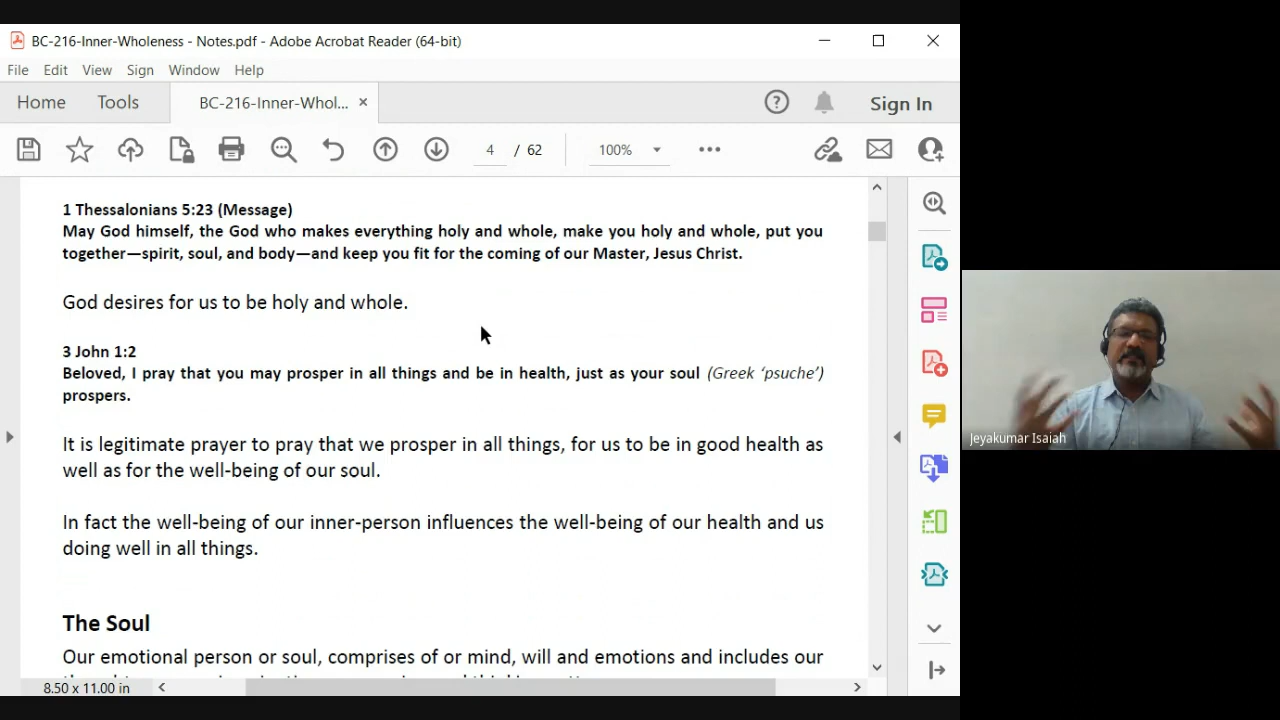 BC-216-Inner-Wholeness - Notes.pdf - Adobe Acrobat Reader (64-bit)
File Edit View Sign Window Help
Home Tools BC-216-Inner-Whol... × Sign In
4 / 62 100%
1 Thessalonians 5:23 (Message)
May God himself, the God who makes everything holy and whole, make you holy and whole, put you
together—spirit, soul, and body—and keep you fit for the coming of our Master, Jesus Christ.
God desires for us to be holy and whole.
3 John 1:2
Beloved, I pray that you may prosper in all things and be in health, just as your soul (Greek ‘psuche’)
prospers.
It is legitimate prayer to pray that we prosper in all things, for us to be in good health as
well as for the well-being of our soul.
In fact the well-being of our inner-person influences the well-being of our health and us
doing well in all things.
The Soul
Our emotional person or soul, comprises of or mind, will and emotions and includes our
8.50 x 11.00 in
Jeyakumar Isaiah